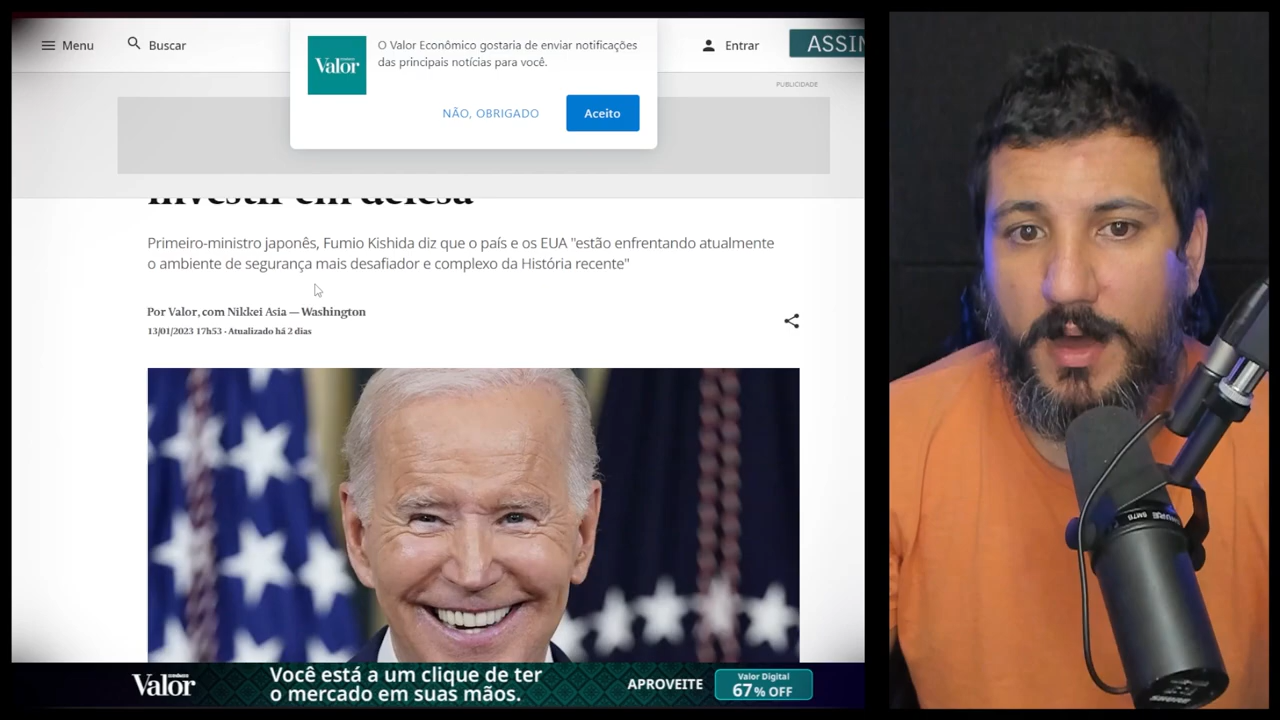 Menu
Buscar
Valor
O Valor Econômico gostaria de enviar notificações
das principais notícias para você.
NÃO, OBRIGADO
Aceito
Entrar
ASSIN
PUBLICIDADE
investir em defesa
Primeiro-ministro japonês, Fumio Kishida diz que o país e os EUA "estão enfrentando atualmente
o ambiente de segurança mais desafiador e complexo da História recente"
Por Valor, com Nikkei Asia — Washington
13/01/2023 17h53 · Atualizado há 2 dias
Valor
Você está a um clique de ter
o mercado em suas mãos.
APROVEITE
Valor Digital
67% OFF
SM7B
SHURE